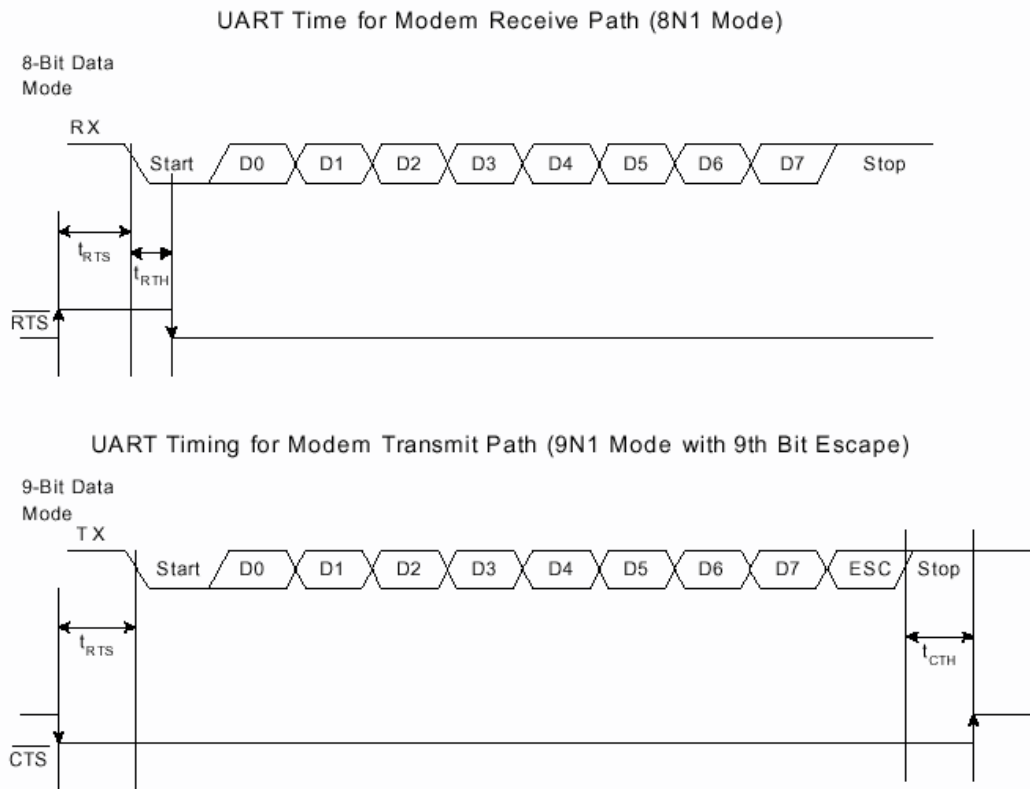 UART Time for Modem Receive Path (8N1 Mode)
8-Bit Data
Mode
RX
Start D0 D1 D2 D3 D4 D5 D6 D7 Stop
tRTS
tRTH
RTS
UART Timing for Modem Transmit Path (9N1 Mode with 9th Bit Escape)
9-Bit Data
Mode
TX
Start D0 D1 D2 D3 D4 D5 D6 D7 ESC Stop
tRTS
tCTH
CTS